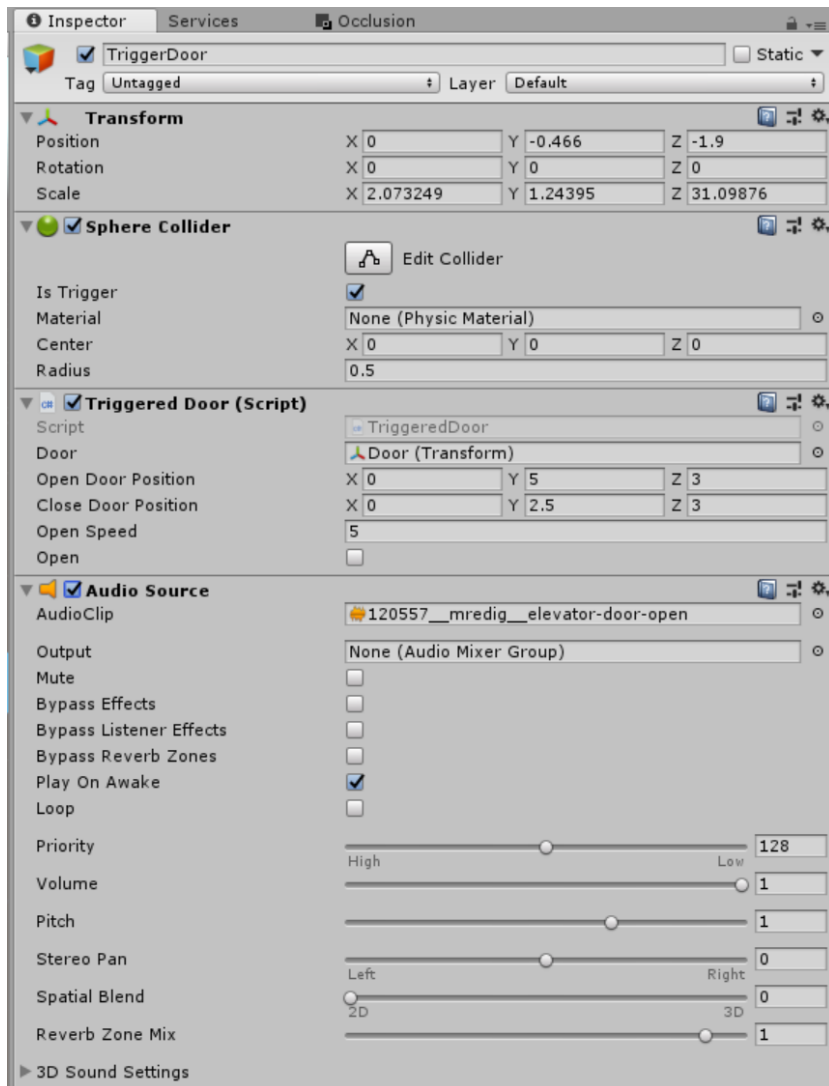 Inspector Services Occlusion
TriggerDoor Static
Tag Untagged Layer Default
Transform
Position X 0 Y -0.466 Z -1.9
Rotation X 0 Y 0 Z 0
Scale X 2.073249 Y 1.24395 Z 31.09876
Sphere Collider
Edit Collider
Is Trigger
Material None (Physic Material)
Center X 0 Y 0 Z 0
Radius 0.5
Triggered Door (Script)
Script TriggeredDoor
Door Door (Transform)
Open Door Position X 0 Y 5 Z 3
Close Door Position X 0 Y 2.5 Z 3
Open Speed 5
Open
Audio Source
AudioClip 120557__mredig__elevator-door-open
Output None (Audio Mixer Group)
Mute
Bypass Effects
Bypass Listener Effects
Bypass Reverb Zones
Play On Awake
Loop
Priority 128
High Low
Volume 1
Pitch 1
Stereo Pan 0
Left Right
Spatial Blend 0
2D 3D
Reverb Zone Mix 1
3D Sound Settings